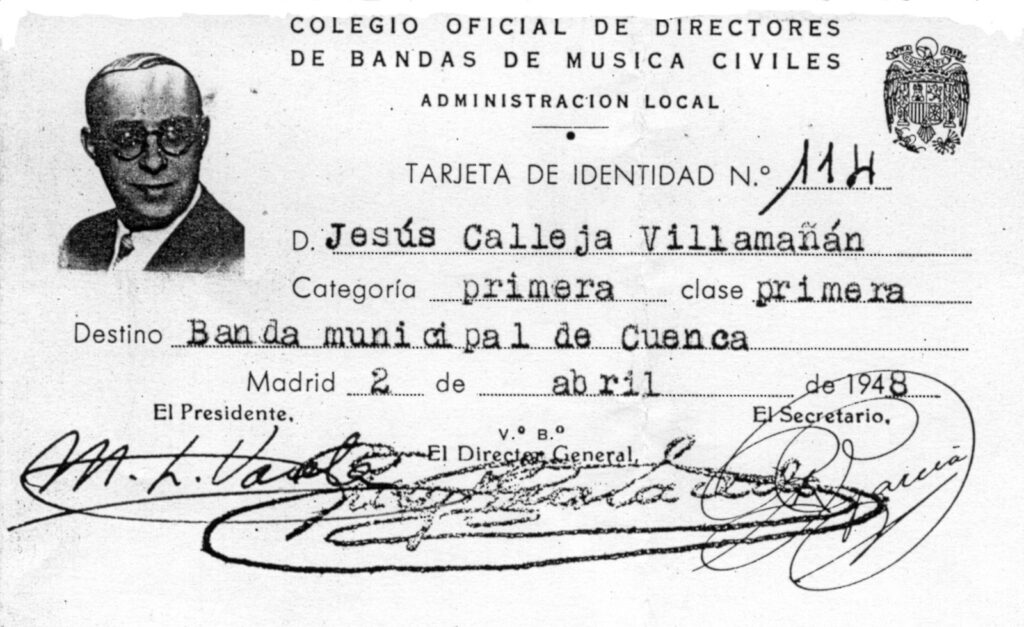 COLEGIO OFICIAL DE DIRECTORES
DE BANDAS DE MUSICA CIVILES
ADMINISTRACION LOCAL
TARJETA DE IDENTIDAD N.º 114
D. Jesús Calleja Villamañán
Categoría primera clase primera
Destino Banda municipal de Cuenca
Madrid 2 de abril de 1948
El Presidente,
El Secretario,
V.º B.º
El Director General,
M. L. Varela
García